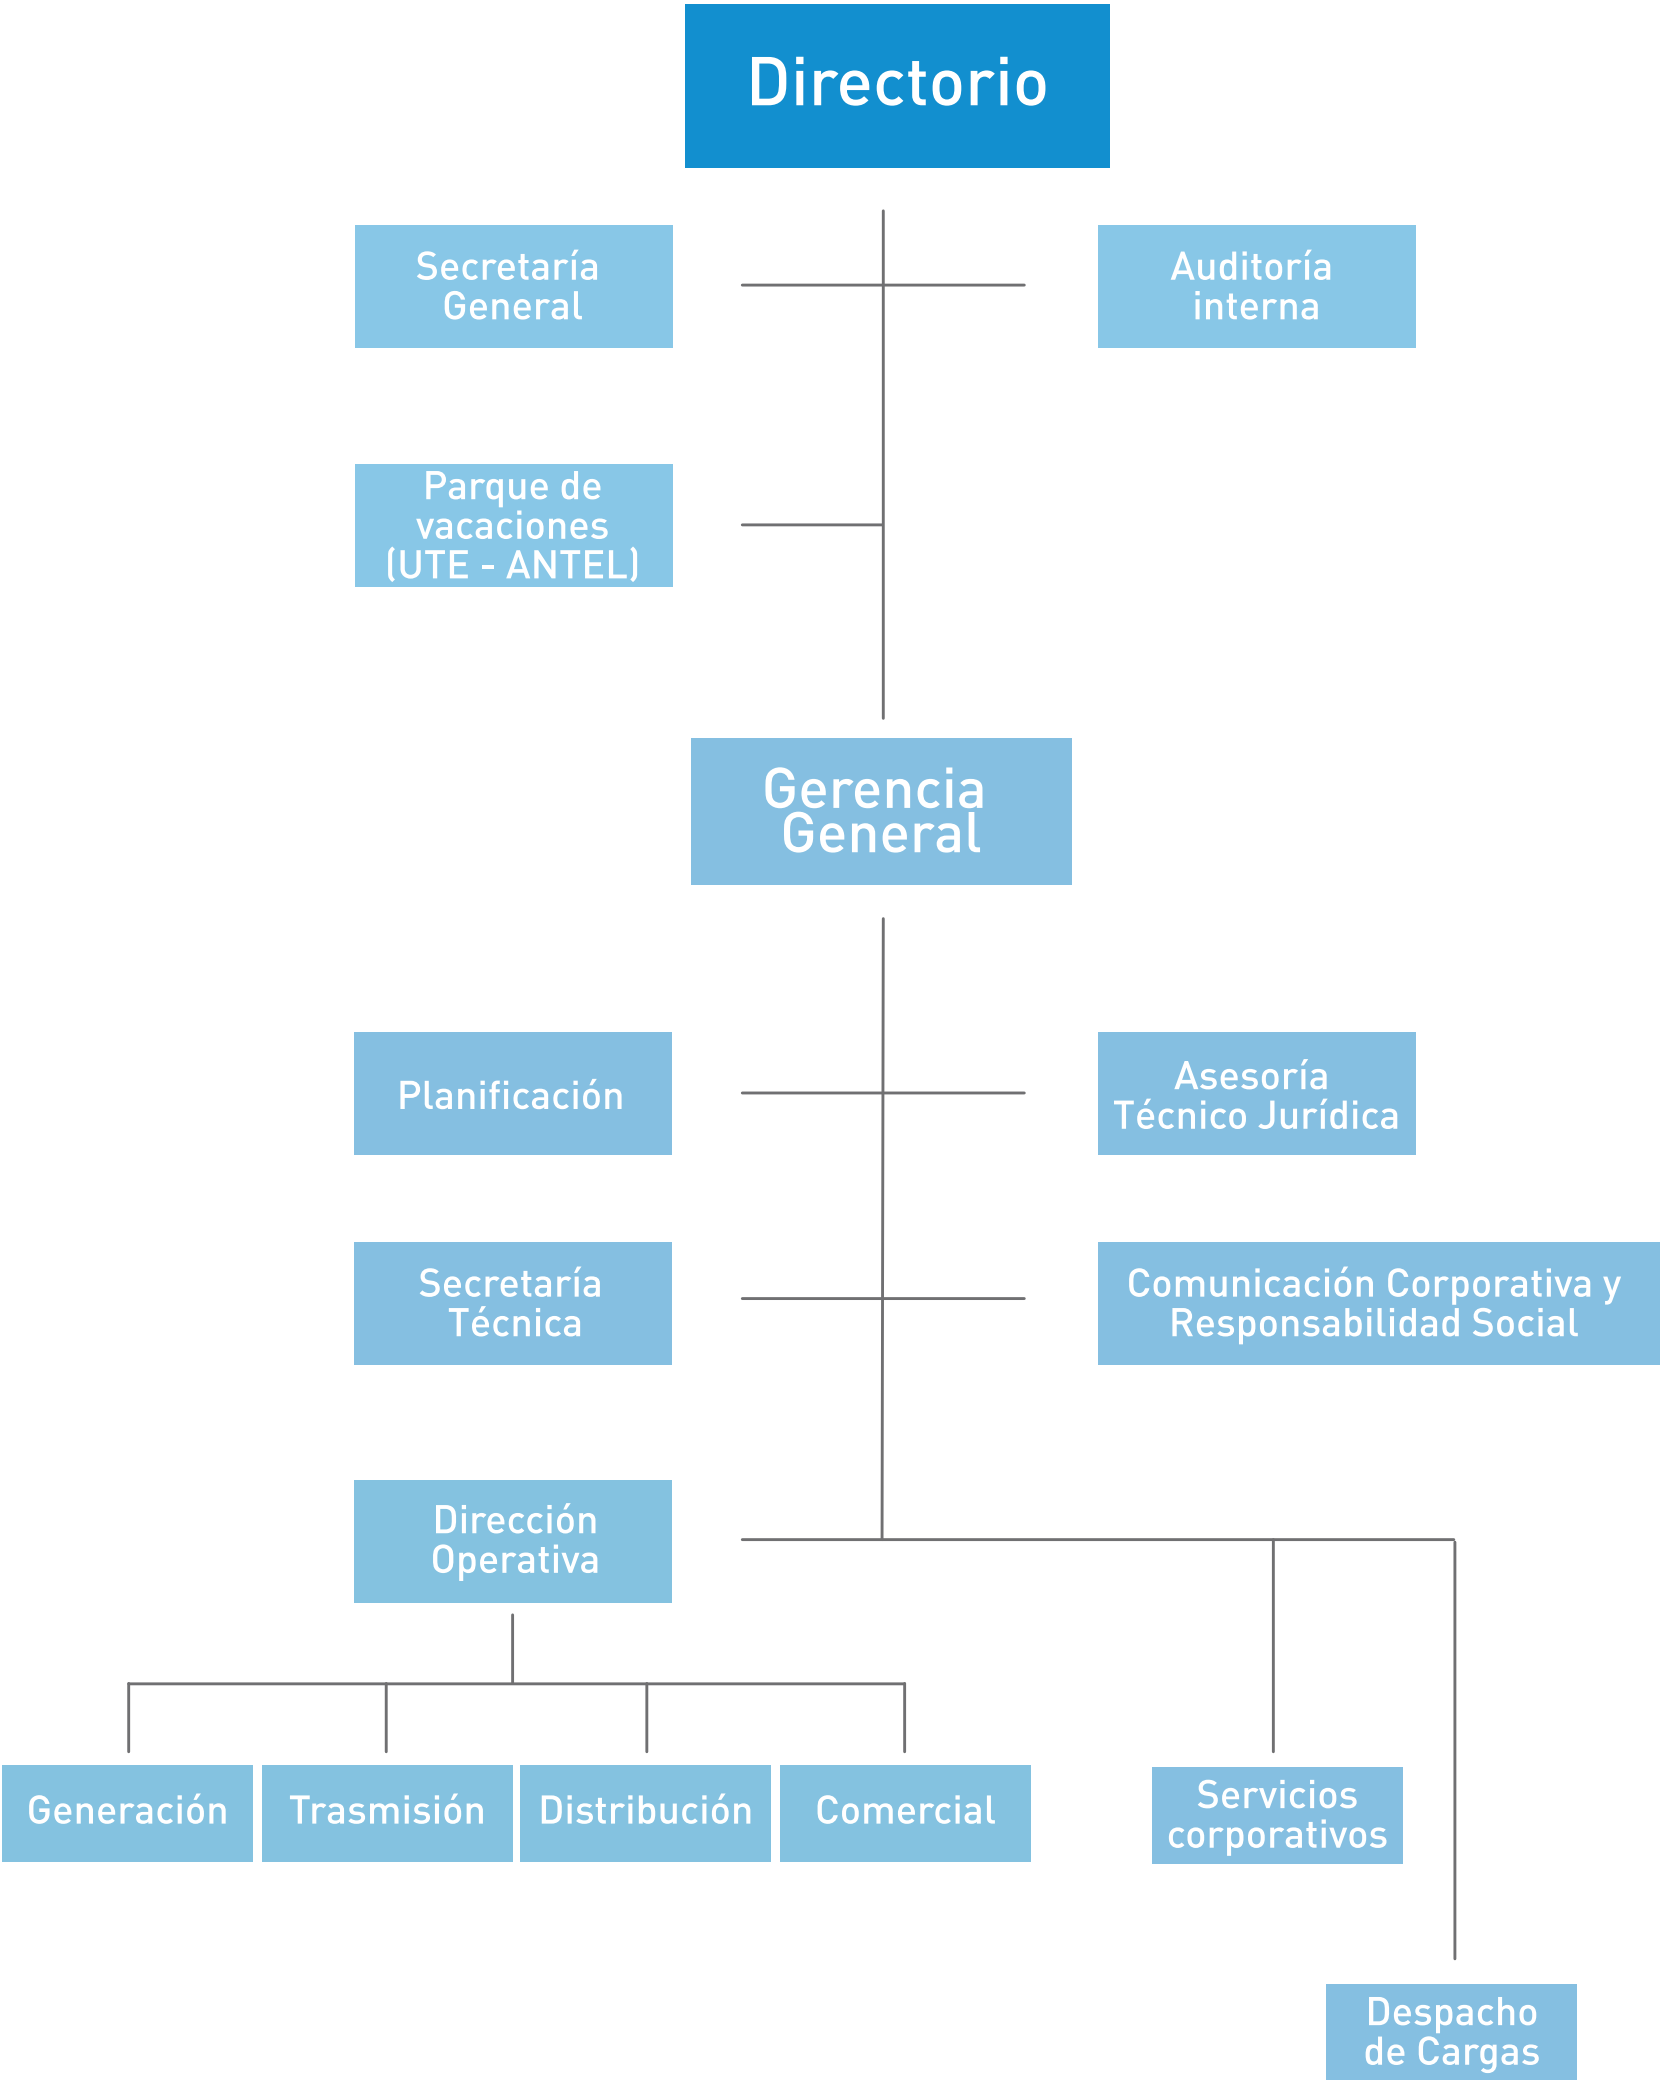 Directorio
Secretaría
General
Auditoría
interna
Parque de
vacaciones
(UTE - ANTEL)
Gerencia
General
Planificación
Asesoría
Técnico Jurídica
Secretaría
Técnica
Comunicación Corporativa y
Responsabilidad Social
Dirección
Operativa
Generación
Trasmisión
Distribución
Comercial
Servicios
corporativos
Despacho
de Cargas